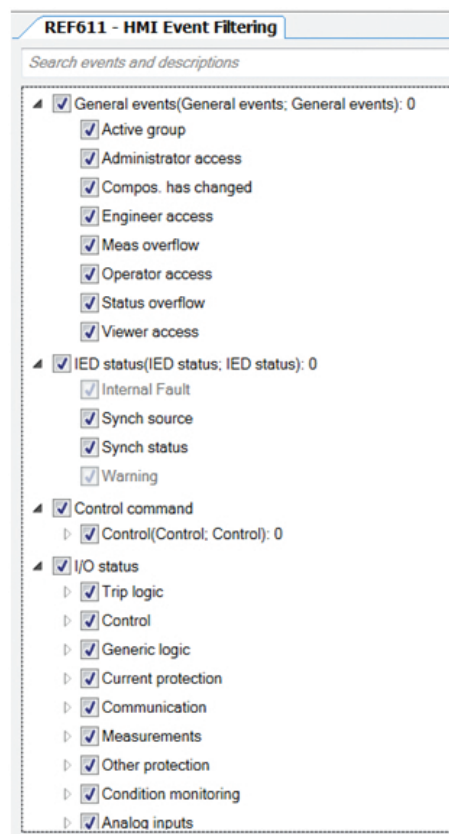 REF611 - HMI Event Filtering
Search events and descriptions
General events(General events; General events): 0
Active group
Administrator access
Compos. has changed
Engineer access
Meas overflow
Operator access
Status overflow
Viewer access
IED status(IED status; IED status): 0
Internal Fault
Synch source
Synch status
Warning
Control command
Control(Control; Control): 0
I/O status
Trip logic
Control
Generic logic
Current protection
Communication
Measurements
Other protection
Condition monitoring
Analog inputs